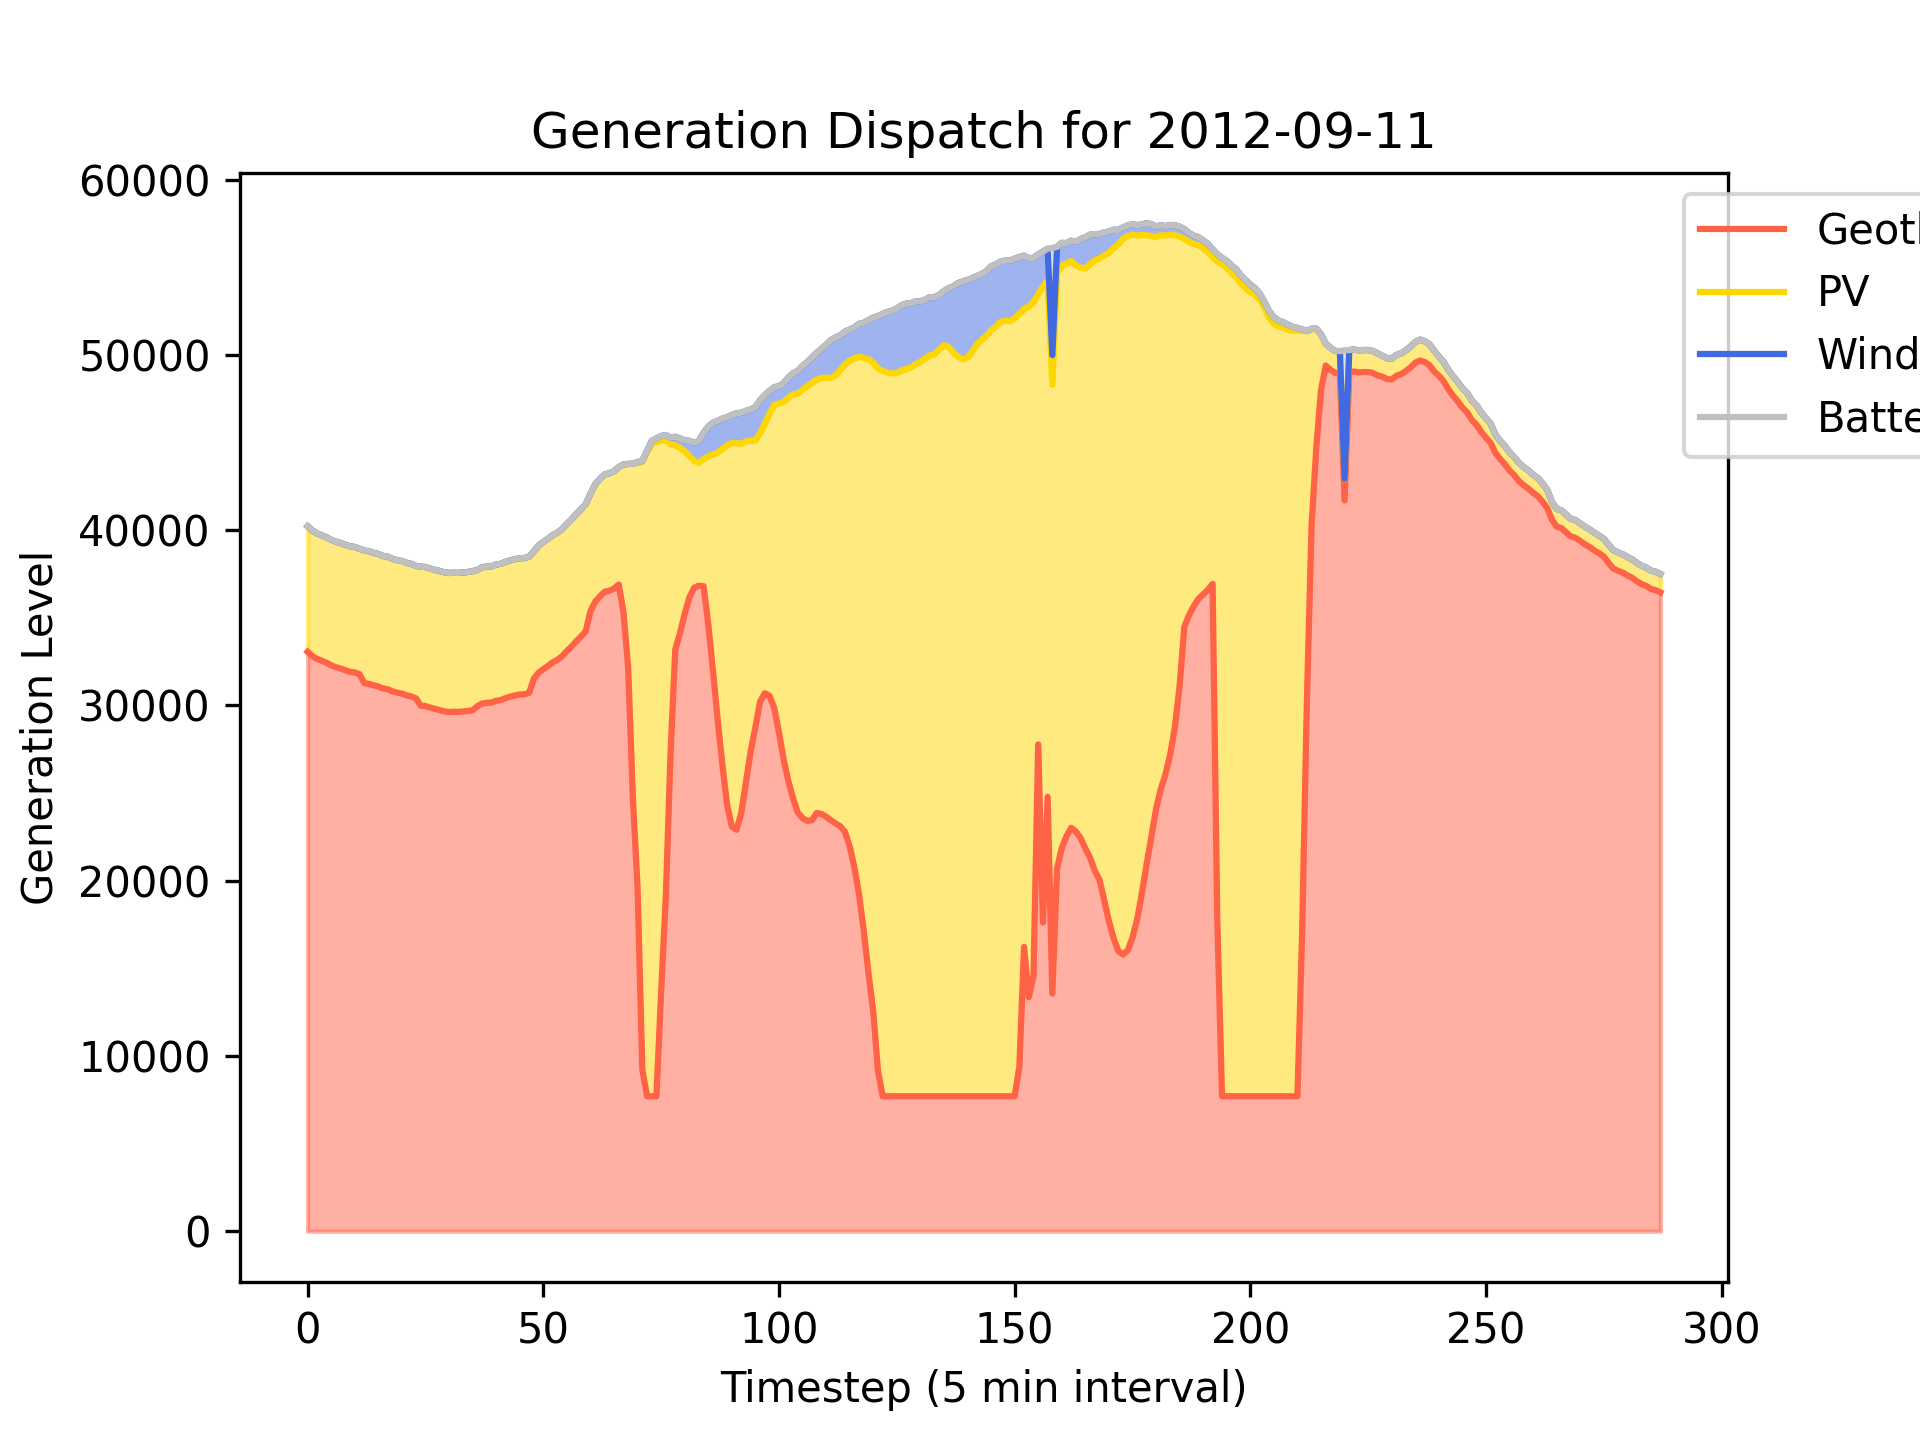 Generation Dispatch for 2012-09-11
60000
50000
40000
30000
20000
10000
0
Generation Level
0 50 100 150 200 250 300
Timestep (5 min interval)
PV
Wind